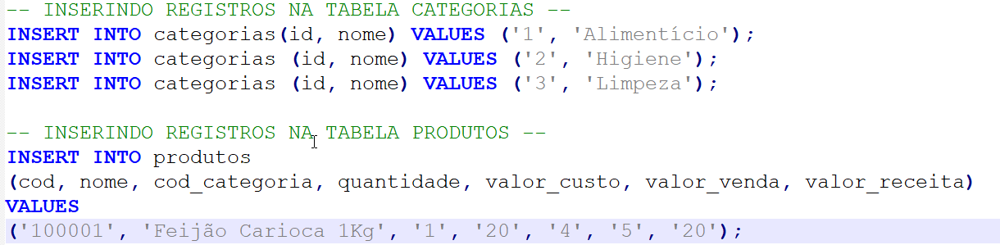 -- INSERINDO REGISTROS NA TABELA CATEGORIAS --
INSERT INTO categorias(id, nome) VALUES ('1', 'Alimentício');
INSERT INTO categorias (id, nome) VALUES ('2', 'Higiene');
INSERT INTO categorias (id, nome) VALUES ('3', 'Limpeza');
-- INSERINDO REGISTROS NA TABELA PRODUTOS --
INSERT INTO produtos
(cod, nome, cod_categoria, quantidade, valor_custo, valor_venda, valor_receita)
VALUES
('100001', 'Feijão Carioca 1Kg', '1', '20', '4', '5', '20');